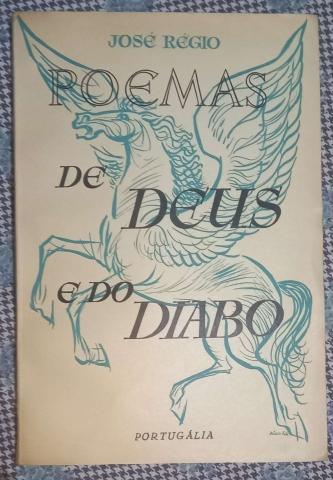 JOSÉ RÉGIO
POEMAS
DE DEUS
E DO DIABO
PORTUGÁLIA